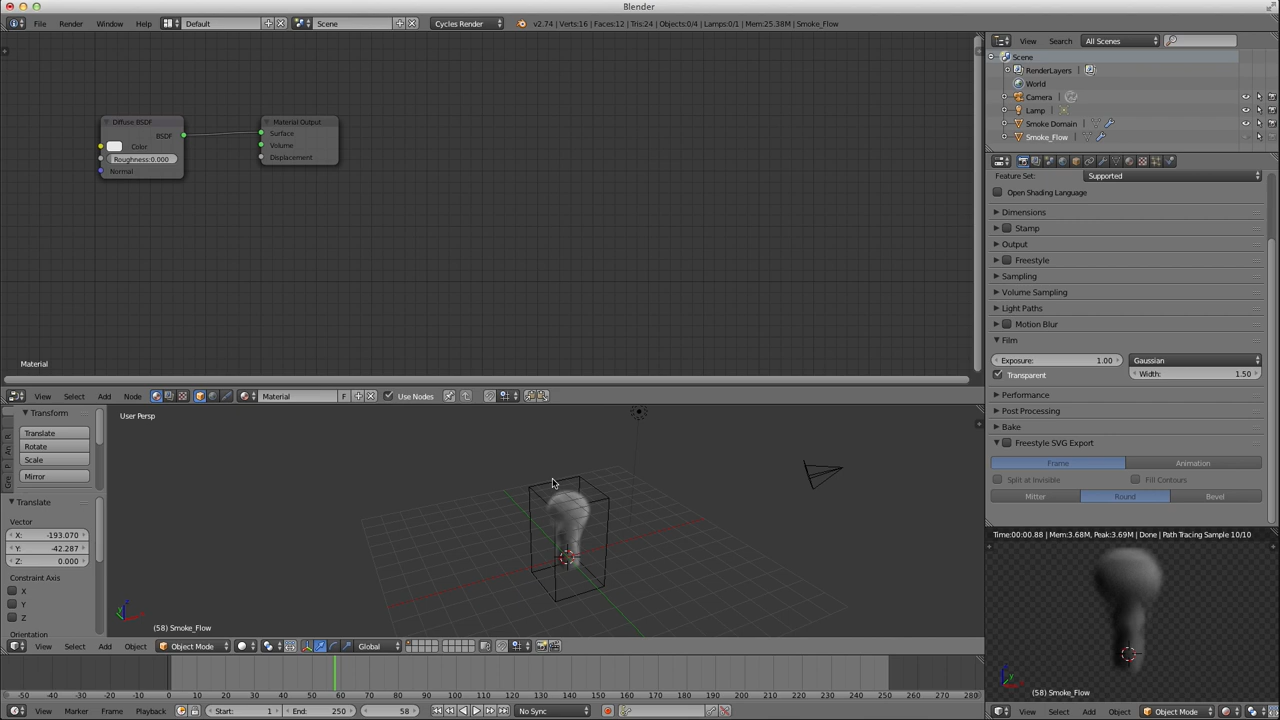 Blender
File Render Window Help Default Scene Cycles Render v2.74 | Verts:16 | Faces:12 | Tris:24 | Objects:0/4 | Lamps:0/1 | Mem:25.38M | Smoke_Flow
View Search All Scenes
Scene
RenderLayers
World
Camera
Lamp
Smoke Domain
Smoke_Flow
Diffuse BSDF
BSDF
Color
Roughness:0.000
Normal
Material Output
Surface
Volume
Displacement
Material
Feature Set: Supported
Open Shading Language
Dimensions
Stamp
Output
Freestyle
Sampling
Volume Sampling
Light Paths
Motion Blur
Film
Exposure: 1.00 Gaussian
Transparent Width: 1.50
Performance
Post Processing
Bake
Freestyle SVG Export
Frame Animation
Split at Invisible Fill Contours
Mitter Round Bevel
View Select Add Node Material F Use Nodes
Transform
Translate
Rotate
Scale
Mirror
Translate
Vector
X: -193.070
Y: -42.287
Z: 0.000
Constraint Axis
X
Y
Z
Orientation
R
An
P
Gre
User Persp
(58) Smoke_Flow
View Select Add Object Object Mode Global
Time:00:00.88 | Mem:3.68M, Peak:3.69M | Done | Path Tracing Sample 10/10
(58) Smoke_Flow
-50 -40 -30 -20 -10 0 10 20 30 40 50 60 70 80 90 100 110 120 130 140 150 160 170 180 190 200 210 220 230 240 250 260 270 280
View Marker Frame Playback Start: 1 End: 250 58 No Sync
View Select Add Object Object Mode